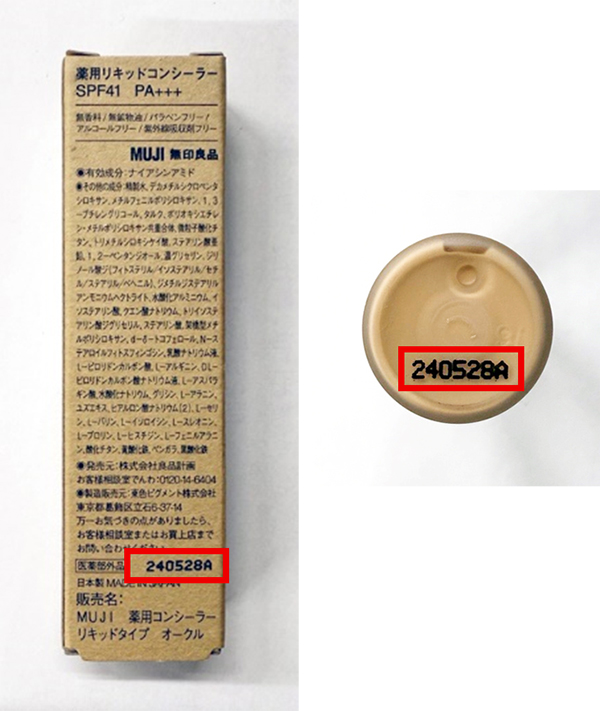 薬用リキッドコンシーラー
SPF41 PA+++
無香料/無鉱物油/パラベンフリー/
アルコールフリー/紫外線吸収剤フリー
MUJI 無印良品
◉有効成分:ナイアシンアミド
◉その他の成分:精製水、デカメチルシクロペンタ
シロキサン、メチルフェニルポリシロキサン、1,3
-ブチレングリコール、タルク、ポリオキシエチレ
ン・メチルポリシロキサン共重合体、微粒子酸化チ
タン、トリメチルシロキシケイ酸、ステアリン酸亜
鉛、1,2-ペンタンジオール、濃グリセリン、ジリ
ノール酸ジ(フィトステリル/イソステアリル/セチ
ル/ステアリル/ベヘニル)、ジメチルジステアリル
アンモニウムヘクトライト、水酸化アルミニウム、イ
ソステアリン酸、クエン酸ナトリウム、トリイソステ
アリン酸ジグリセリル、ステアリン酸、架橋型メチ
ルポリシロキサン、d-δ-トコフェロール、N-ス
テアロイルフィトスフィンゴシン、乳酸ナトリウム液、
L-ピロリドンカルボン酸、L-アルギニン、DL-
ピロリドンカルボン酸ナトリウム液、L-アスパラ
ギン酸、水酸化ナトリウム、グリシン、L-アラニン、
ユズエキス、ヒアルロン酸ナトリウム(2)、L-セリ
ン、L-バリン、L-イソロイシン、L-スレオニン、
L-プロリン、L-ヒスチジン、L-フェニルアラニ
ン、酸化チタン、黄酸化鉄、ベンガラ、黒酸化鉄
◉発売元:株式会社良品計画
お客様相談室でんわ:0120-14-6404
◉製造販売元:東色ピグメント株式会社
東京都葛飾区立石6-37-14
万一お気づきの点がありましたら、
お客様相談室またはお買上店まで
お問い合わせください。
医薬部外品 240528A
日本製 MADE IN JAPAN
販売名:
MUJI 薬用コンシーラー
リキッドタイプ オークル
240528A